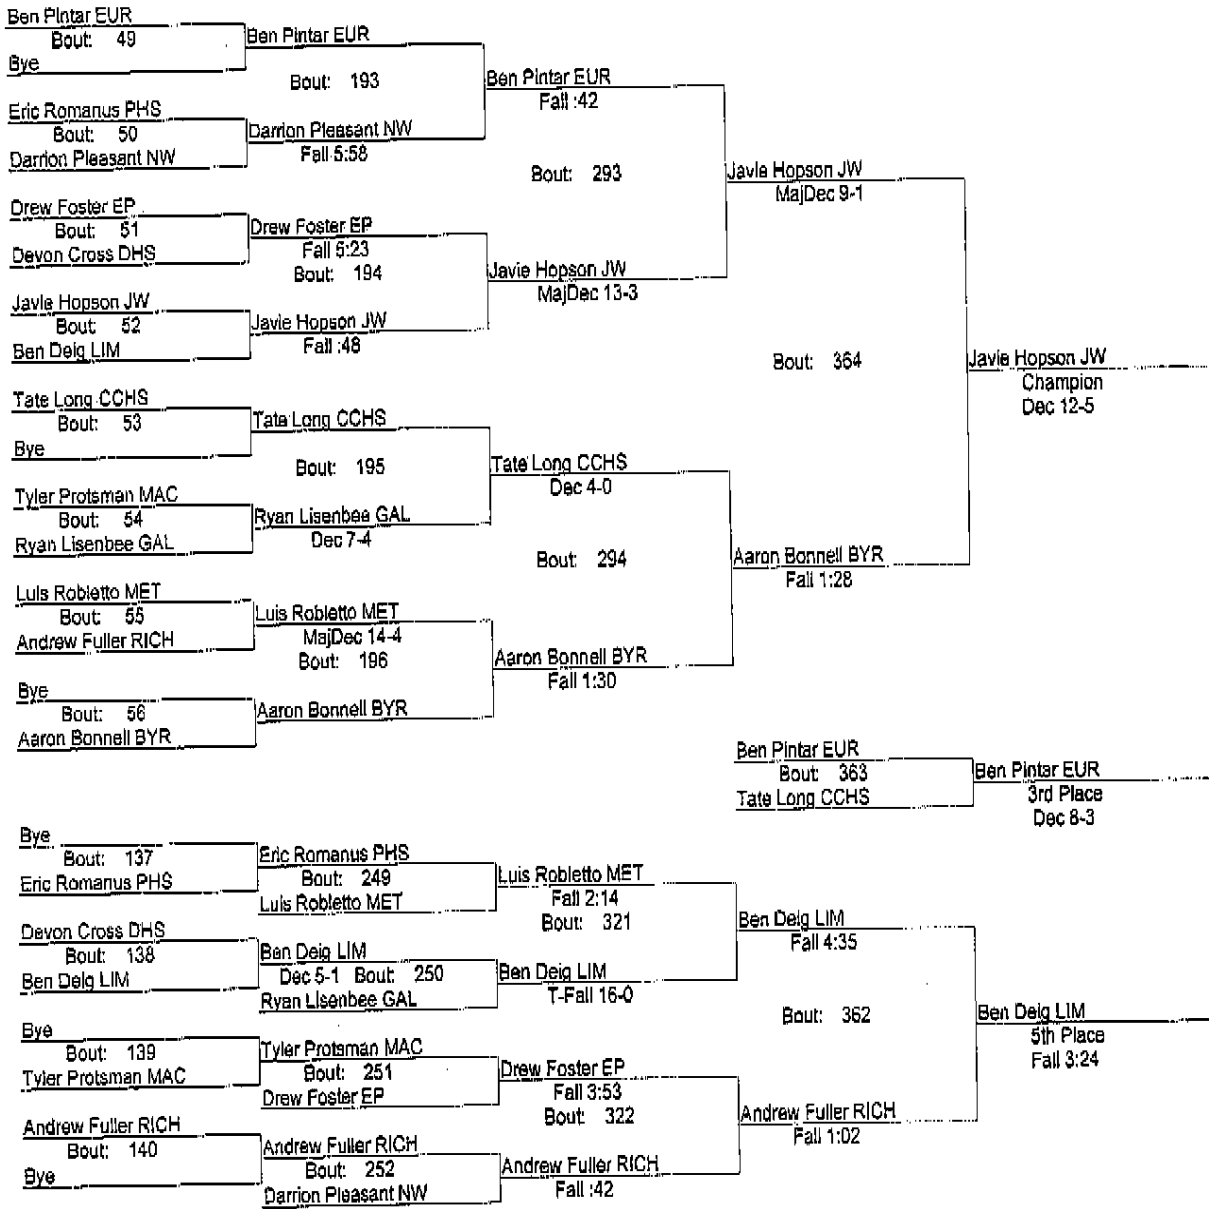 Ben Pintar EUR
Bout: 49
Bye
Ben Pintar EUR
Bout: 193
Eric Romanus PHS
Bout: 50
Darrion Pleasant NW
Darrion Pleasant NW
Fall 5:58
Ben Pintar EUR
Fall :42
Bout: 293
Drew Foster EP
Bout: 51
Devon Cross DHS
Drew Foster EP
Fall 5:23
Bout: 194
Javie Hopson JW
Bout: 52
Ben Deig LIM
Javie Hopson JW
Fall :48
Javie Hopson JW
MajDec 13-3
Javie Hopson JW
MajDec 9-1
Bout: 364
Javie Hopson JW
Champion
Dec 12-5
Tate Long CCHS
Bout: 53
Bye
Tate Long CCHS
Bout: 195
Tyler Protsman MAC
Bout: 54
Ryan Lisenbee GAL
Ryan Lisenbee GAL
Dec 7-4
Tate Long CCHS
Dec 4-0
Bout: 294
Luis Robletto MET
Bout: 55
Andrew Fuller RICH
Luis Robletto MET
MajDec 14-4
Bout: 196
Bye
Bout: 56
Aaron Bonnell BYR
Aaron Bonnell BYR
Aaron Bonnell BYR
Fall 1:30
Aaron Bonnell BYR
Fall 1:28
Ben Pintar EUR
Bout: 363
Tate Long CCHS
Ben Pintar EUR
3rd Place
Dec 8-3
Bye
Bout: 137
Eric Romanus PHS
Eric Romanus PHS
Bout: 249
Luis Robletto MET
Luis Robletto MET
Fall 2:14
Bout: 321
Devon Cross DHS
Bout: 138
Ben Deig LIM
Ben Deig LIM
Dec 5-1 Bout: 250
Ryan Lisenbee GAL
Ben Deig LIM
T-Fall 16-0
Ben Deig LIM
Fall 4:35
Bout: 362
Ben Deig LIM
5th Place
Fall 3:24
Bye
Bout: 139
Tyler Protsman MAC
Tyler Protsman MAC
Bout: 251
Drew Foster EP
Drew Foster EP
Fall 3:53
Bout: 322
Andrew Fuller RICH
Bout: 140
Bye
Andrew Fuller RICH
Bout: 252
Darrion Pleasant NW
Andrew Fuller RICH
Fall :42
Andrew Fuller RICH
Fall 1:02